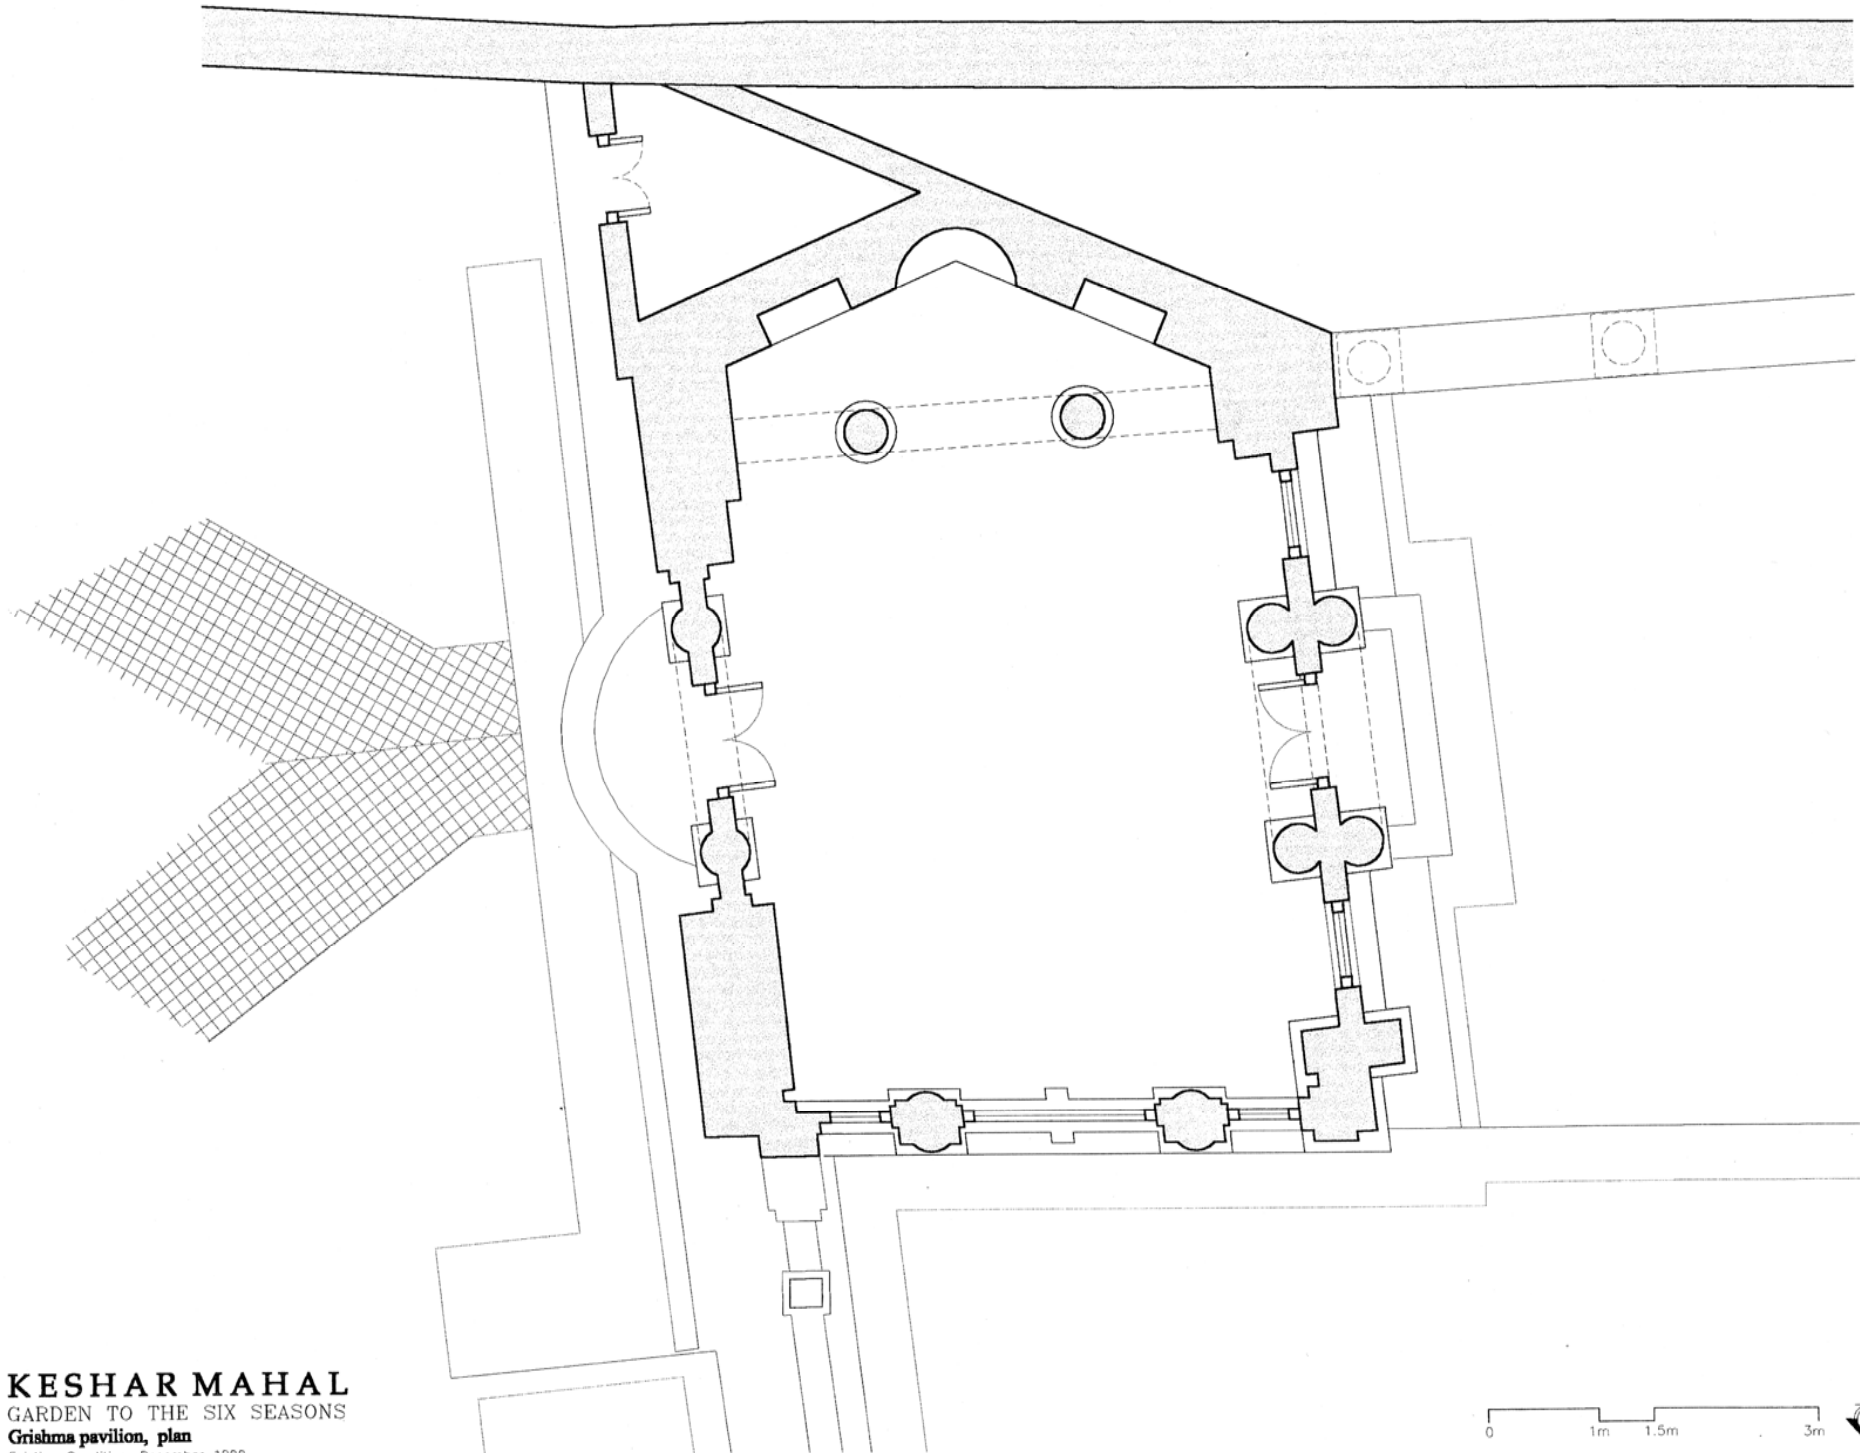 KESHAR MAHAL
GARDEN TO THE SIX SEASONS
Grishma pavilion, plan
0 1m 1.5m 3m